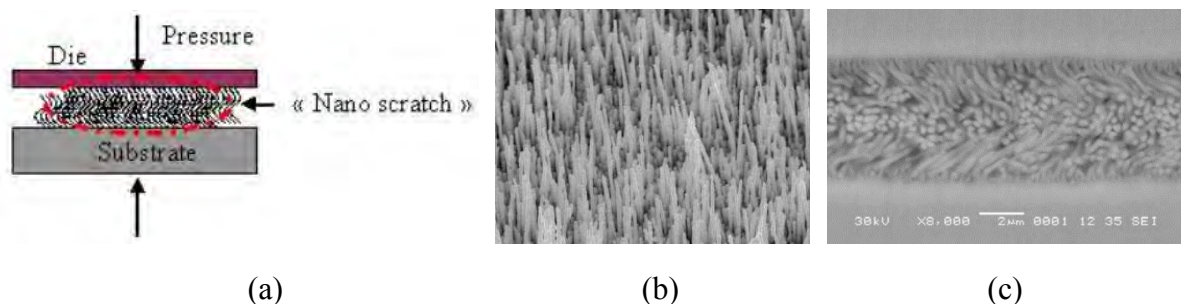 Pressure
Die
« Nano scratch »
Substrate
30kV X8,000 2μm 0001 12 35 SEI
(a) (b) (c)